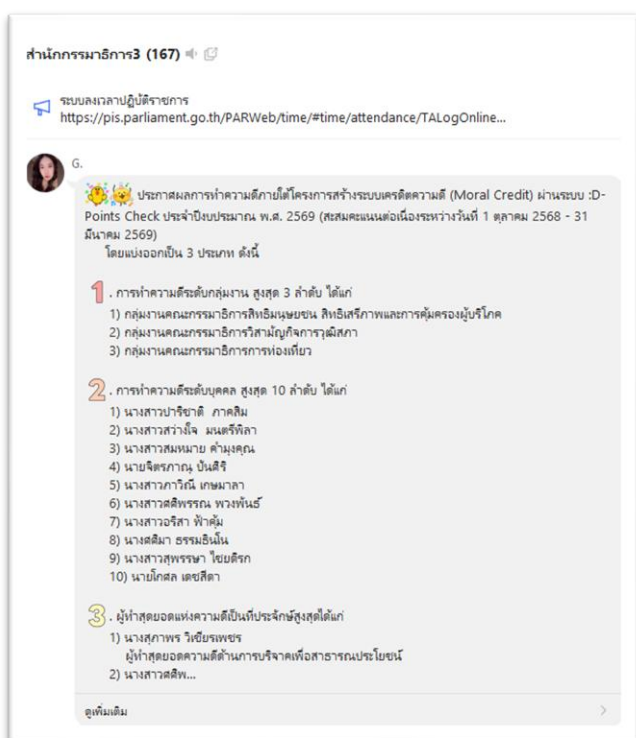 สำนักกรรมาธิการ3 (167)
ระบบลงเวลาปฏิบัติราชการ
https://pis.parliament.go.th/PARWeb/time/#time/attendance/TALogOnline...
G.
ประกาศผลการทำความดีภายใต้โครงการสร้างระบบเครดิตความดี (Moral Credit) ผ่านระบบ :D-
Points Check ประจำปีงบประมาณ พ.ศ. 2569 (สะสมคะแนนต่อเนื่องระหว่างวันที่ 1 ตุลาคม 2568 - 31
มีนาคม 2569)
โดยแบ่งออกเป็น 3 ประเภท ดังนี้
1. การทำความดีระดับกลุ่มงาน สูงสุด 3 ลำดับ ได้แก่
1) กลุ่มงานคณะกรรมาธิการสิทธิมนุษยชน สิทธิเสรีภาพและการคุ้มครองผู้บริโภค
2) กลุ่มงานคณะกรรมาธิการวิสามัญกิจการวุฒิสภา
3) กลุ่มงานคณะกรรมาธิการการท่องเที่ยว
2. การทำความดีระดับบุคคล สูงสุด 10 ลำดับ ได้แก่
1) นางสาวปาริชาติ ภาคสิม
2) นางสาวสว่างใจ มนตรีพิลา
3) นางสาวสมหมาย คำมุงคุณ
4) นายจิตรภาณุ ปันศิริ
5) นางสาวภาวิณี เกษมาลา
6) นางสาวศศิพรรณ พวงพันธ์
7) นางสาวอริสา ฟ้าคุ้ม
8) นางศศิมา ธรรมธินโน
9) นางสาวสุพรรษา ไชยดิรก
10) นายโกศล เดชสีดา
3. ผู้ทำสุดยอดแห่งความดีเป็นที่ประจักษ์สูงสุดได้แก่
1) นางสุภาพร วิเชียรเพชร
ผู้ทำสุดยอดความดีด้านการบริจาคเพื่อสาธารณประโยชน์
2) นางสาวศศิพ...
ดูเพิ่มเติม